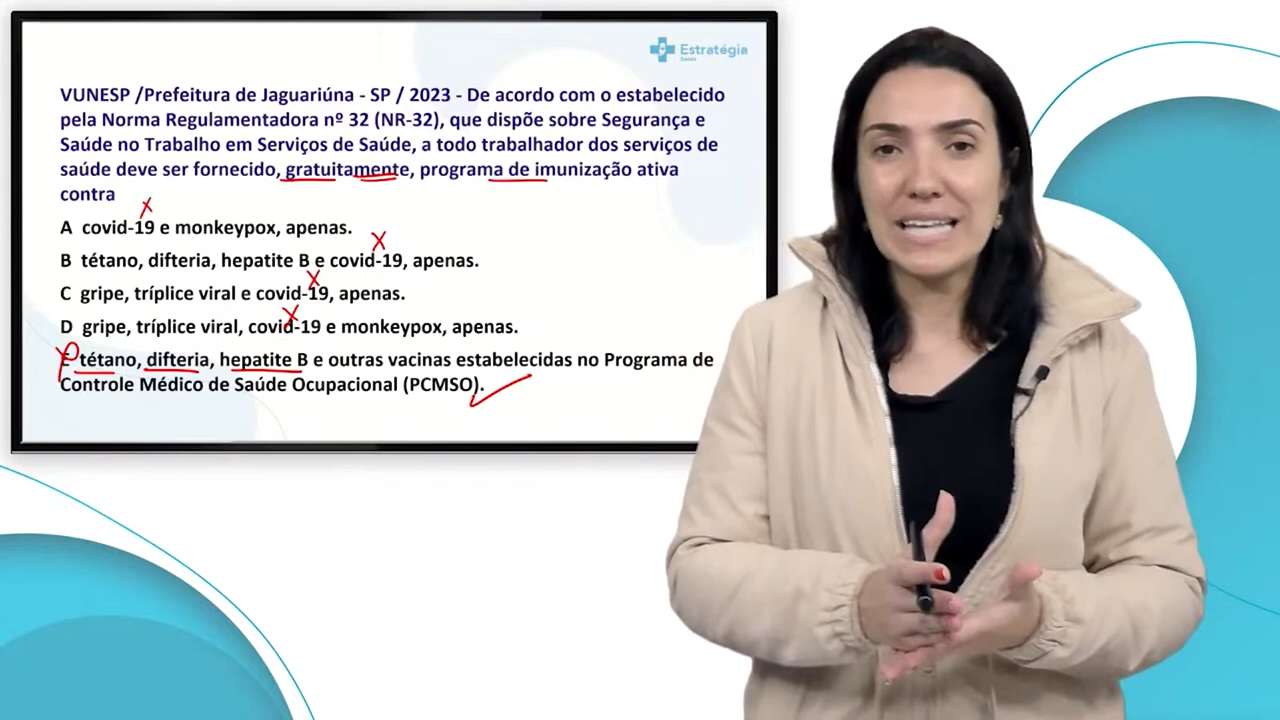 Estratégia
Saúde
VUNESP /Prefeitura de Jaguariúna - SP / 2023 - De acordo com o estabelecido
pela Norma Regulamentadora nº 32 (NR-32), que dispõe sobre Segurança e
Saúde no Trabalho em Serviços de Saúde, a todo trabalhador dos serviços de
saúde deve ser fornecido, gratuitamente, programa de imunização ativa
contra
A covid-19 e monkeypox, apenas.
B tétano, difteria, hepatite B e covid-19, apenas.
C gripe, tríplice viral e covid-19, apenas.
D gripe, tríplice viral, covid-19 e monkeypox, apenas.
E tétano, difteria, hepatite B e outras vacinas estabelecidas no Programa de
Controle Médico de Saúde Ocupacional (PCMSO).